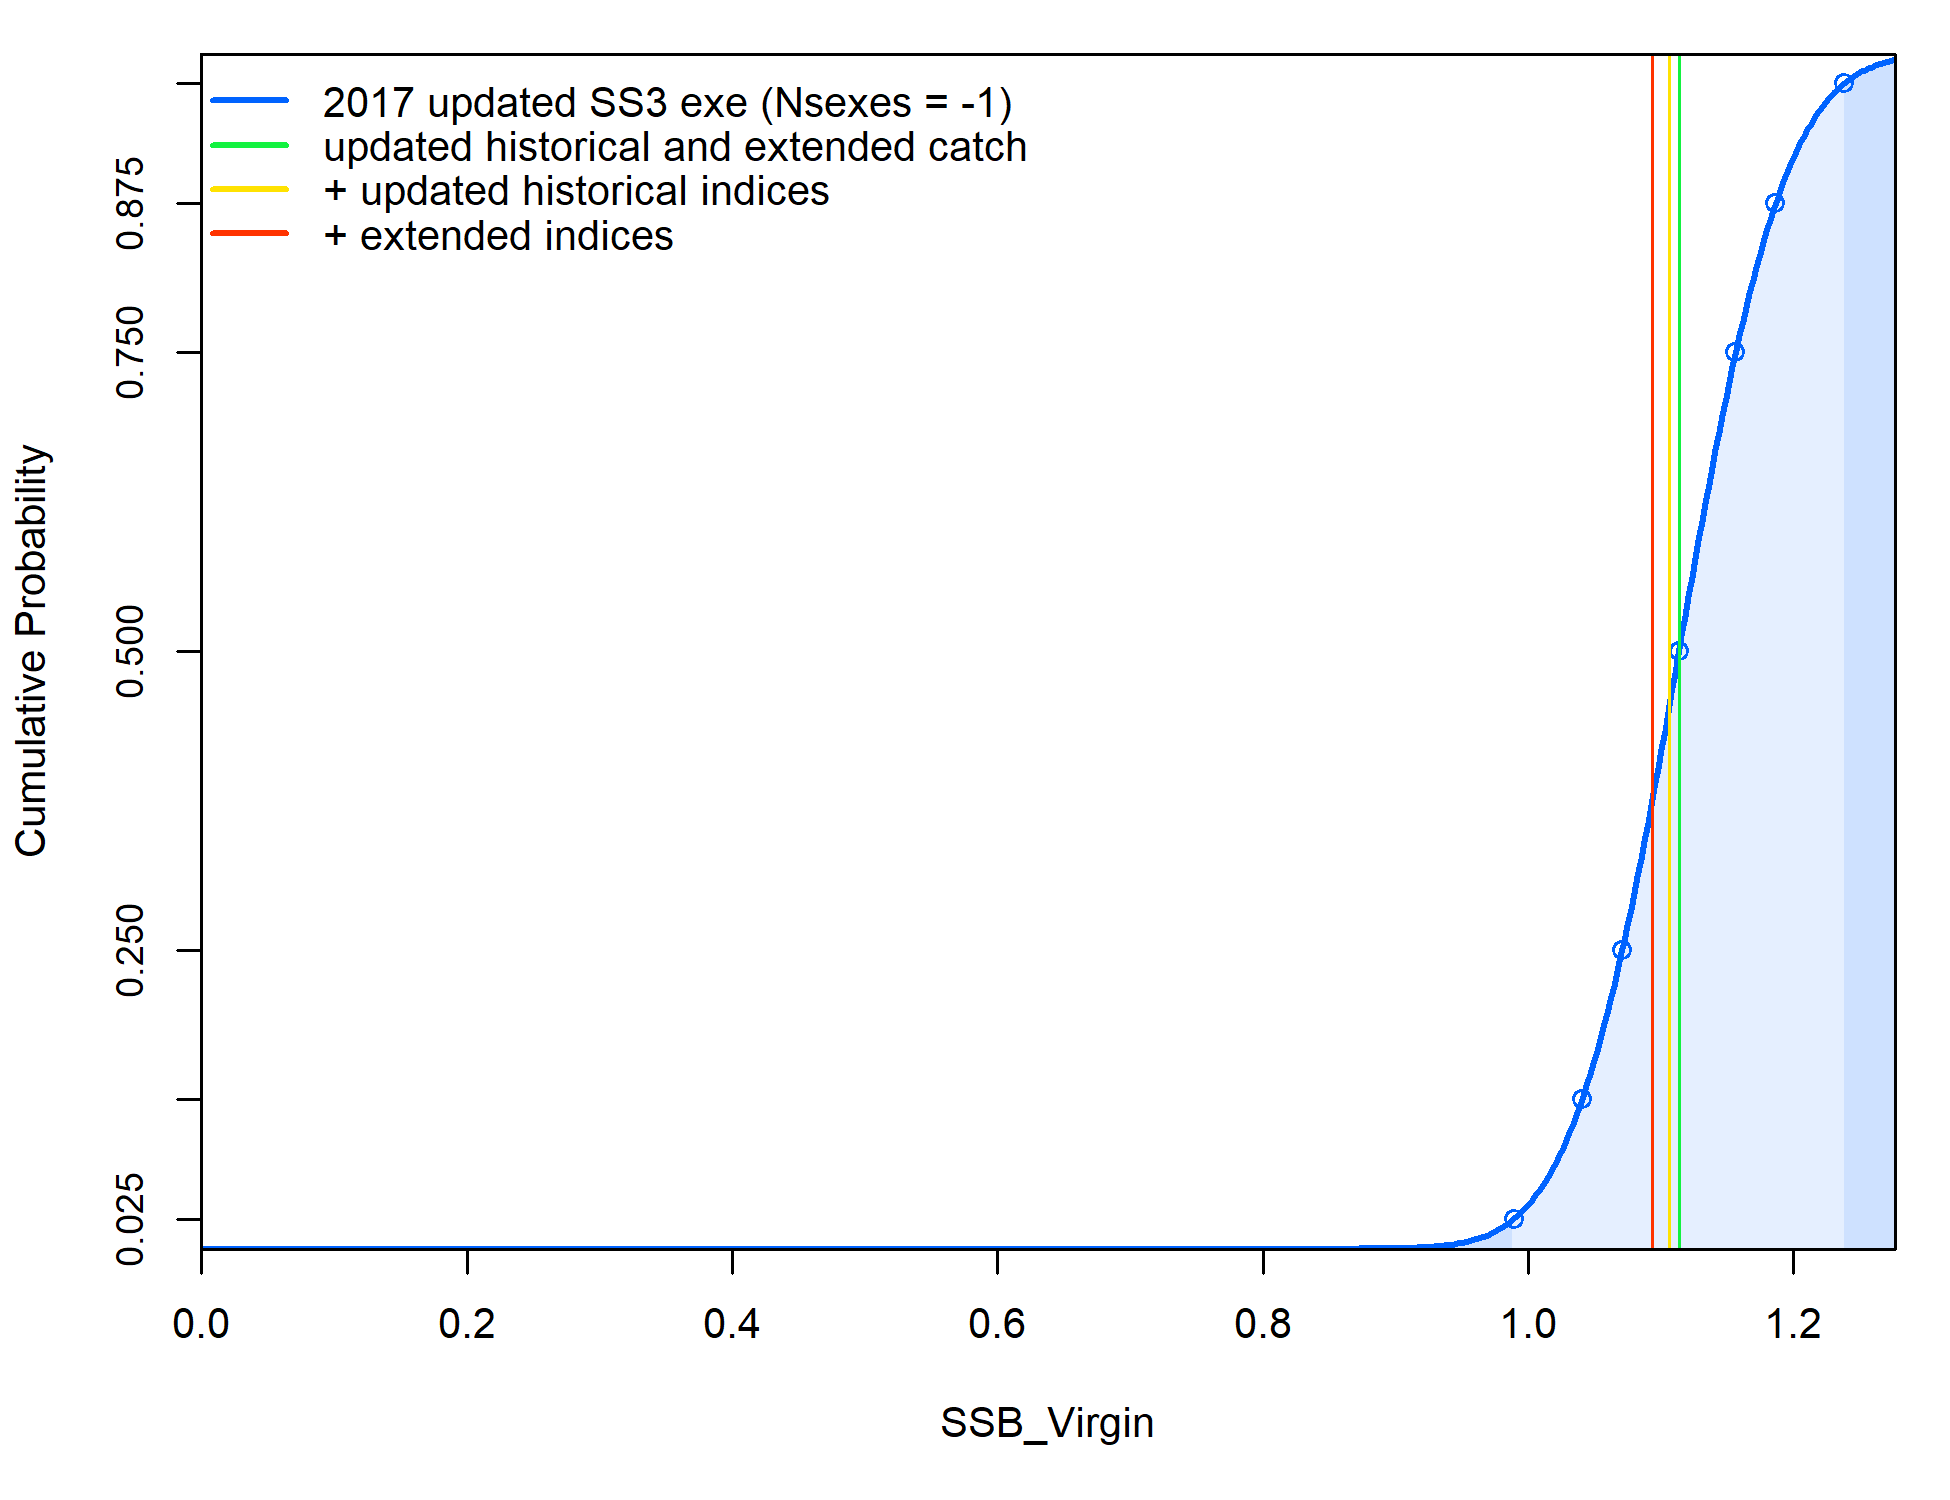 2017 updated SS3 exe (Nsexes = -1)
updated historical and extended catch
+ updated historical indices
+ extended indices
Cumulative Probability
0.875
0.750
0.500
0.250
0.025
0.0 0.2 0.4 0.6 0.8 1.0 1.2
SSB_Virgin